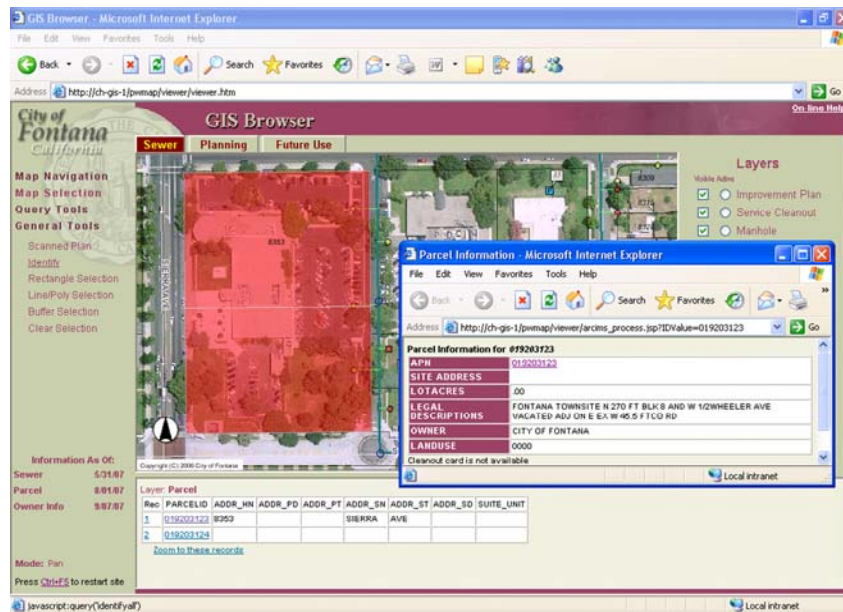 GIS Browser - Microsoft Internet Explorer
File Edit View Favorites Tools Help
Back Search Favorites
Address http://ch-gis-1/pwmap/viewer/viewer.htm Go
City of
Fontana
California
GIS Browser
On line Help
Sewer Planning Future Use
Map Navigation
Map Selection
Query Tools
General Tools
Scanned Plan
Identify
Rectangle Selection
Line/Poly Selection
Buffer Selection
Clear Selection
8353
8309
Layers
Visible Active
Improvement Plan
Service Cleanout
Manhole
Parcel Information - Microsoft Internet Explorer
File Edit View Favorites Tools Help
Back Search Favorites
Address http://ch-gis-1/pwmap/viewer/arcims_process.jsp?IDValue=019203123 Go
Parcel Information for #019203123
APN 019203123
SITE ADDRESS
LOTACRES .00
LEGAL DESCRIPTIONS FONTANA TOWNSITE N 270 FT BLK 8 AND W 1/2WHEELER AVE
VACATED ADJ ON E EX W 46.5 FTCO RD
OWNER CITY OF FONTANA
LANDUSE 0000
Cleanout card is not available
Local intranet
Copyright (C) 2006 City of Fontana
Information As Of:
Sewer 5/31/07
Parcel 8/01/07
Owner Info 9/07/07
Mode: Pan
Press Ctrl+F5 to restart site
Layer: Parcel
Rec PARCELID ADDR_HN ADDR_PD ADDR_PT ADDR_SN ADDR_ST ADDR_SD SUITE_UNIT
1 019203123 8353 SIERRA AVE
2 019203124
Zoom to these records
javascript:query('identifyall')
Local intranet